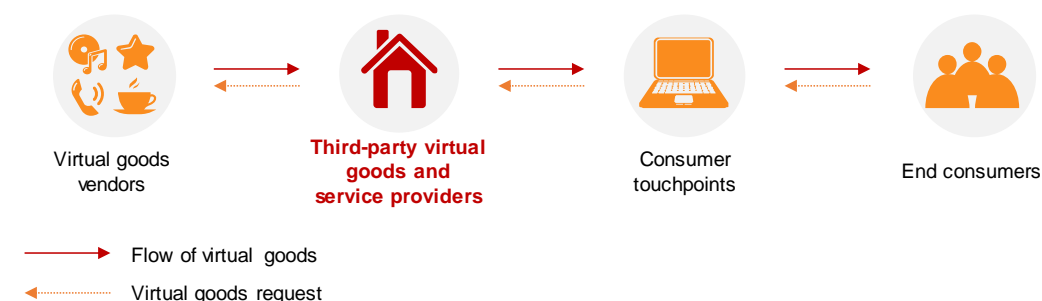 Virtual goods
vendors
Third-party virtual
goods and
service providers
Consumer
touchpoints
End consumers
Flow of virtual goods
Virtual goods request